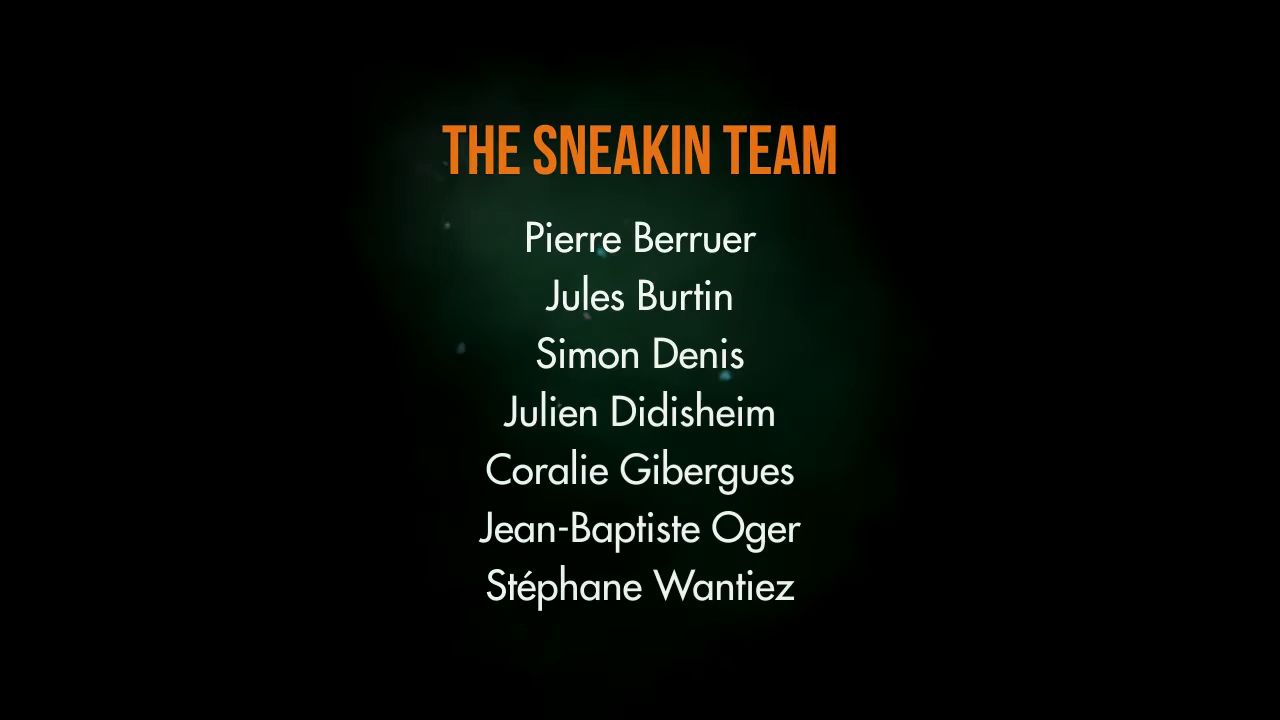 THE SNEAKIN TEAM
Pierre Berruer
Jules Burtin
Simon Denis
Julien Didisheim
Coralie Gibergues
Jean-Baptiste Oger
Stéphane Wantiez